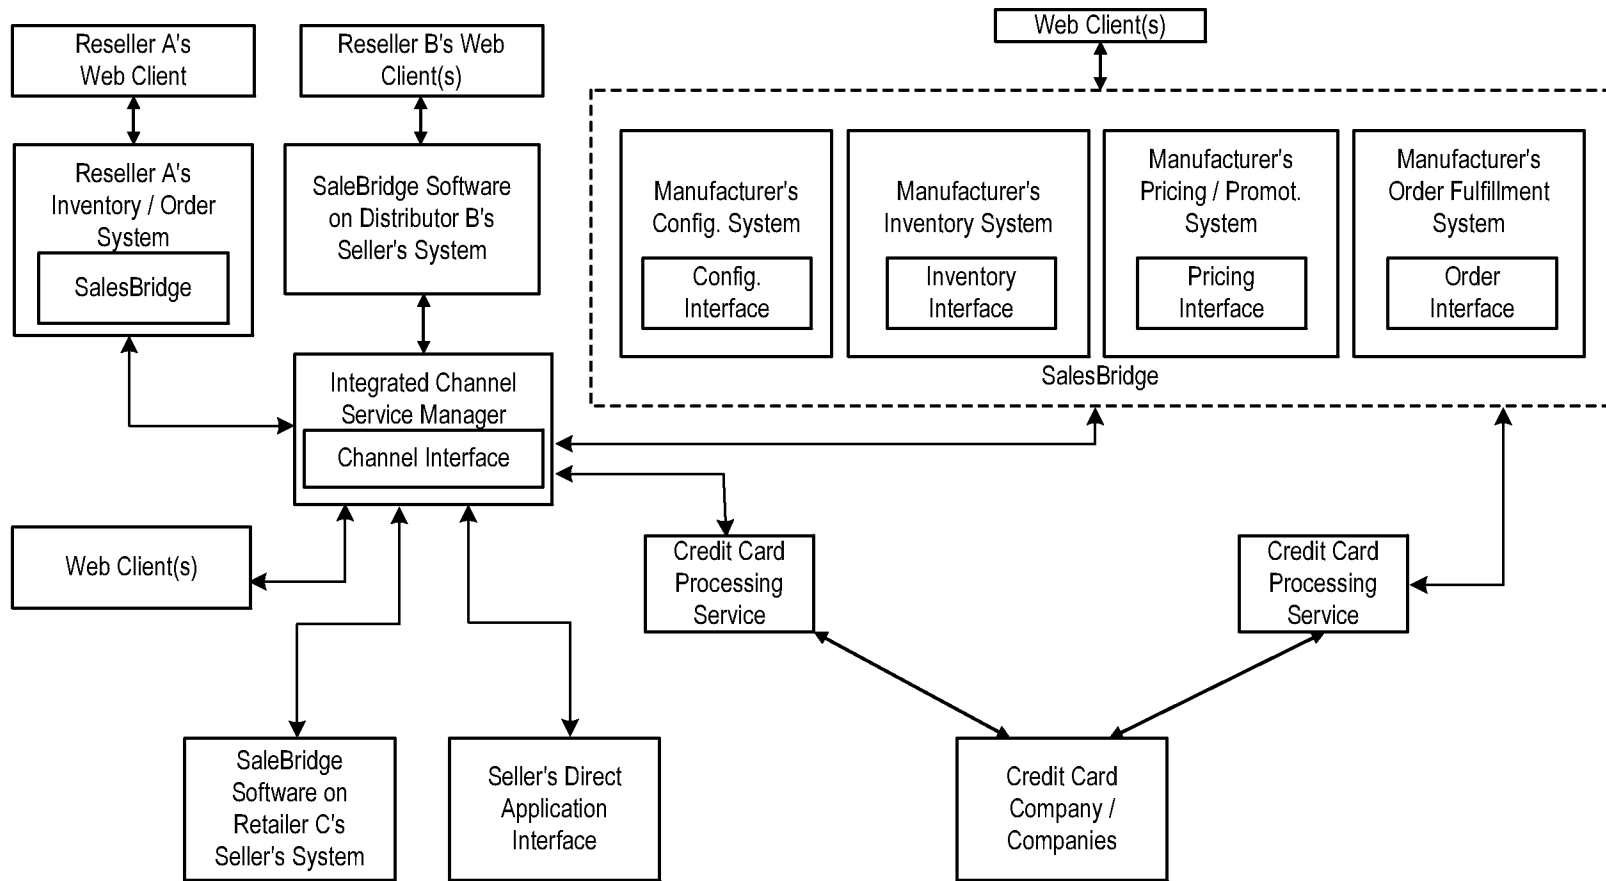 Reseller A's
Web Client
Reseller B's Web
Client(s)
Web Client(s)
Reseller A's
Inventory / Order
System
SalesBridge
SaleBridge Software
on Distributor B's
Seller's System
Manufacturer's
Config. System
Config.
Interface
Manufacturer's
Inventory System
Inventory
Interface
Manufacturer's
Pricing / Promot.
System
Pricing
Interface
Manufacturer's
Order Fulfillment
System
Order
Interface
SalesBridge
Integrated Channel
Service Manager
Channel Interface
Web Client(s)
Credit Card
Processing
Service
Credit Card
Processing
Service
SaleBridge
Software on
Retailer C's
Seller's System
Seller's Direct
Application
Interface
Credit Card
Company /
Companies